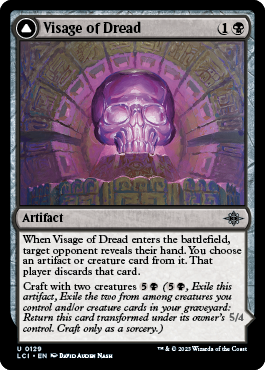 Visage of Dread 1
Artifact
When Visage of Dread enters the battlefield,
target opponent reveals their hand. You choose
an artifact or creature card from it. That
player discards that card.
Craft with two creatures 5 (5, Exile this
artifact, Exile the two from among creatures you
control and/or creature cards in your graveyard:
Return this card transformed under its owner's
control. Craft only as a sorcery.)
5/4
U 0129
LCI • EN DAVID AUDEN NASH
™ & © 2023 Wizards of the Coast